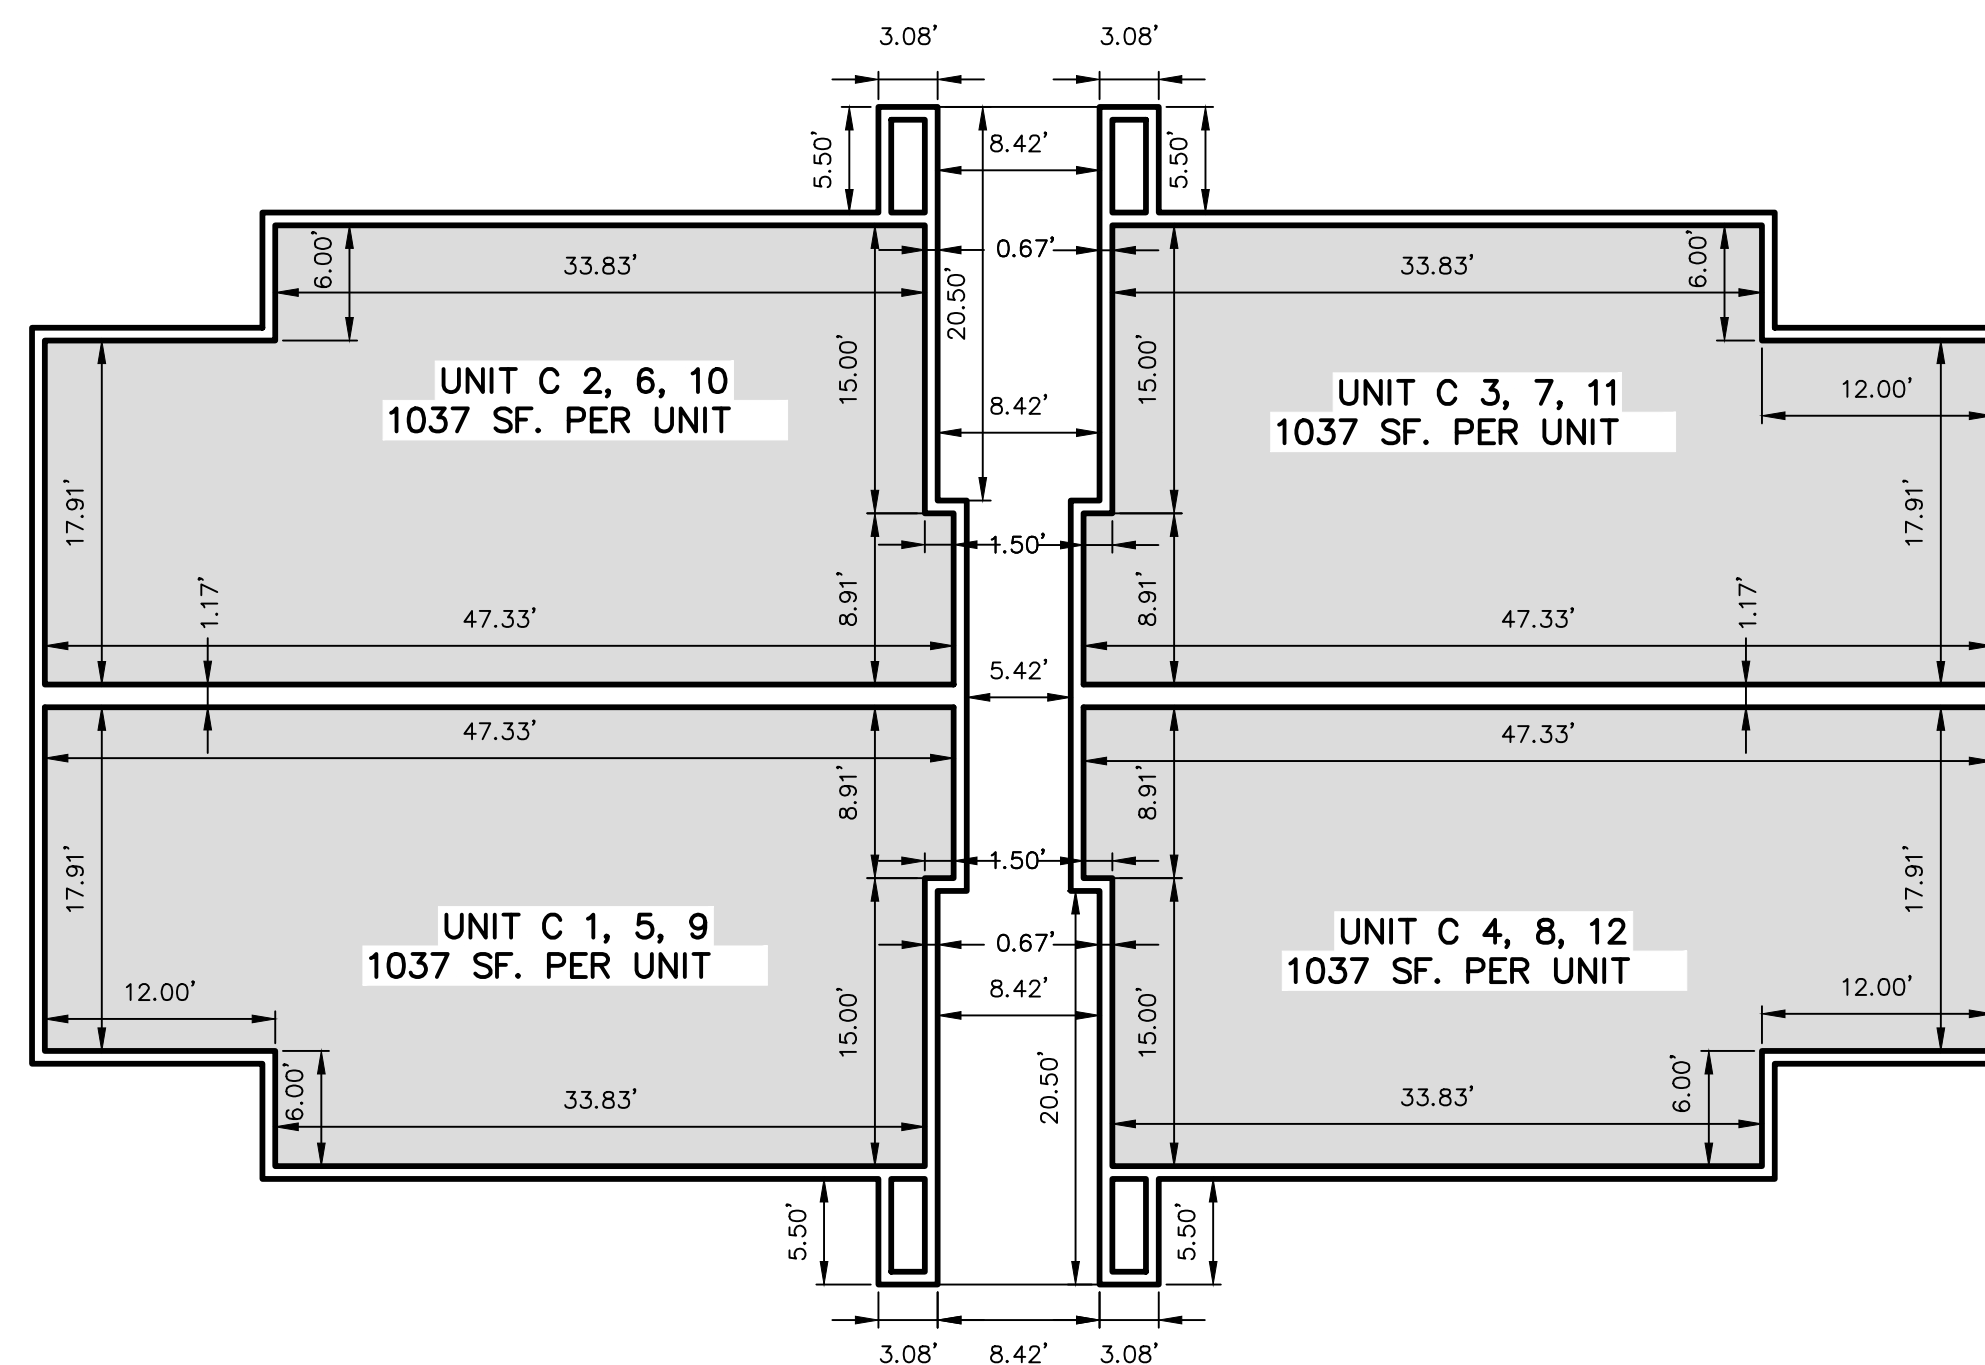 3.08' 3.08'
5.50' 8.42' 5.50'
6.00' 33.83' 0.67' 33.83' 6.00'
20.50'
15.00' 15.00'
UNIT C 2, 6, 10
1037 SF. PER UNIT
UNIT C 3, 7, 11
1037 SF. PER UNIT
8.42' 12.00'
17.91' 17.91'
1.50'
1.17' 8.91' 8.91' 1.17'
47.33' 47.33'
5.42'
47.33' 47.33'
8.91' 8.91'
17.91' 1.50' 17.91'
UNIT C 1, 5, 9
1037 SF. PER UNIT
UNIT C 4, 8, 12
1037 SF. PER UNIT
0.67'
12.00' 8.42' 12.00'
15.00' 15.00'
6.00' 33.83' 20.50' 33.83' 6.00'
5.50' 5.50'
3.08' 8.42' 3.08'